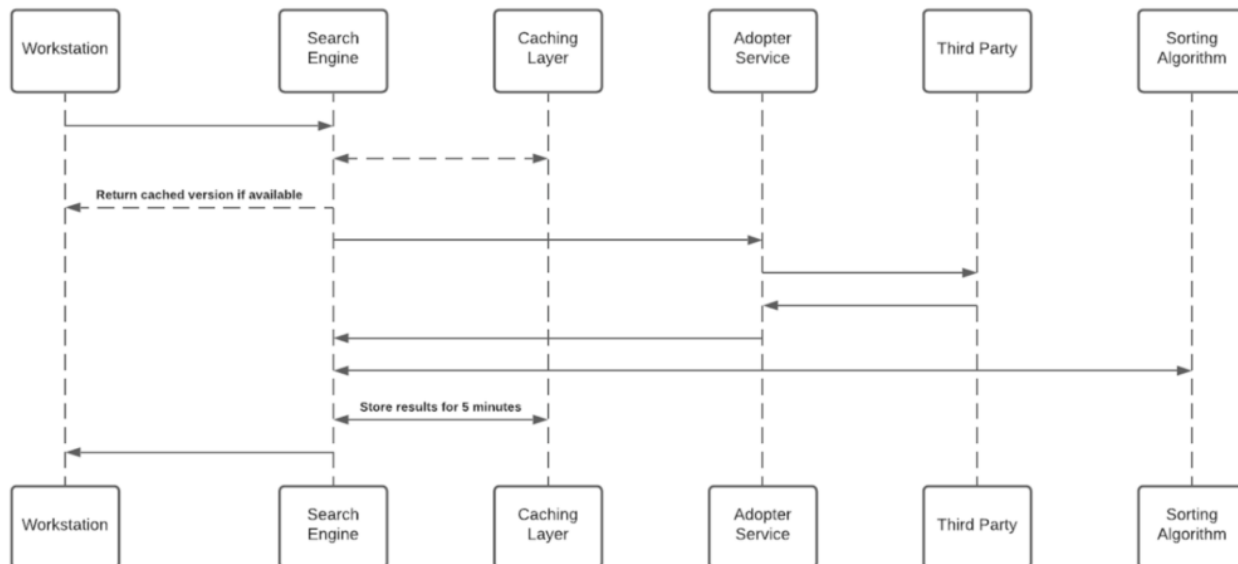 Workstation
Search
Engine
Caching
Layer
Adopter
Service
Third Party
Sorting
Algorithm
Return cached version if available
Store results for 5 minutes
Workstation
Search
Engine
Caching
Layer
Adopter
Service
Third Party
Sorting
Algorithm